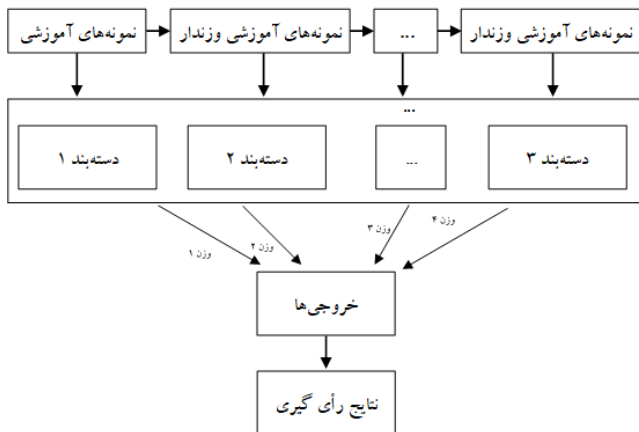 نمونه‌های آموزشی
نمونه‌های آموزشی وزندار
...
نمونه‌های آموزشی وزندار
...
دسته‌بند ۱
دسته‌بند ۲
...
دسته‌بند ۳
وزن ۱
وزن ۲
وزن ۳
وزن ۴
خروجی‌ها
نتایج رأی گیری